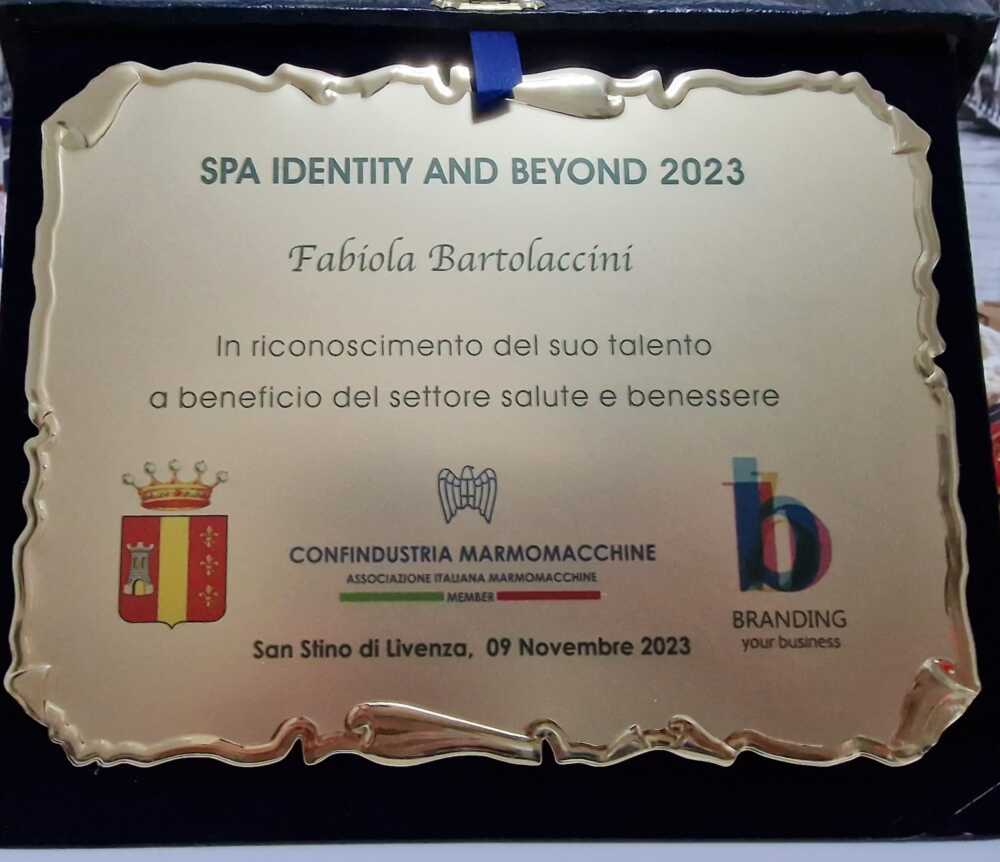 SPA IDENTITY AND BEYOND 2023
Fabiola Bartolaccini
In riconoscimento del suo talento
a beneficio del settore salute e benessere
CONFINDUSTRIA MARMOMACCHINE
ASSOCIAZIONE ITALIANA MARMOMACCHINE
MEMBER
b
BRANDING
your business
San Stino di Livenza, 09 Novembre 2023